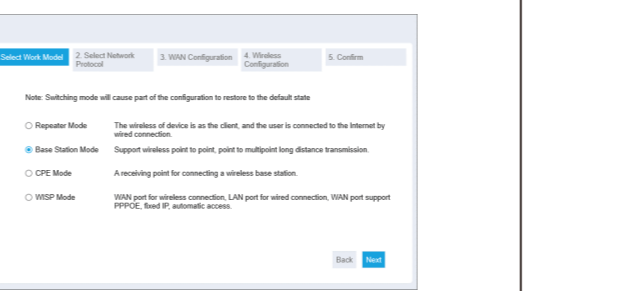 Select Work Model
2. Select Network
Protocol
3. WAN Configuration
4. Wireless
Configuration
5. Confirm
Note: Switching mode will cause part of the configuration to restore to the default state
Repeater Mode
The wireless of device is as the client, and the user is connected to the Internet by
wired connection.
Base Station Mode
Support wireless point to point, point to multipoint long distance transmission.
CPE Mode
A receiving point for connecting a wireless base station.
WISP Mode
WAN port for wireless connection, LAN port for wired connection, WAN port support
PPPOE, fixed IP, automatic access.
Back
Next